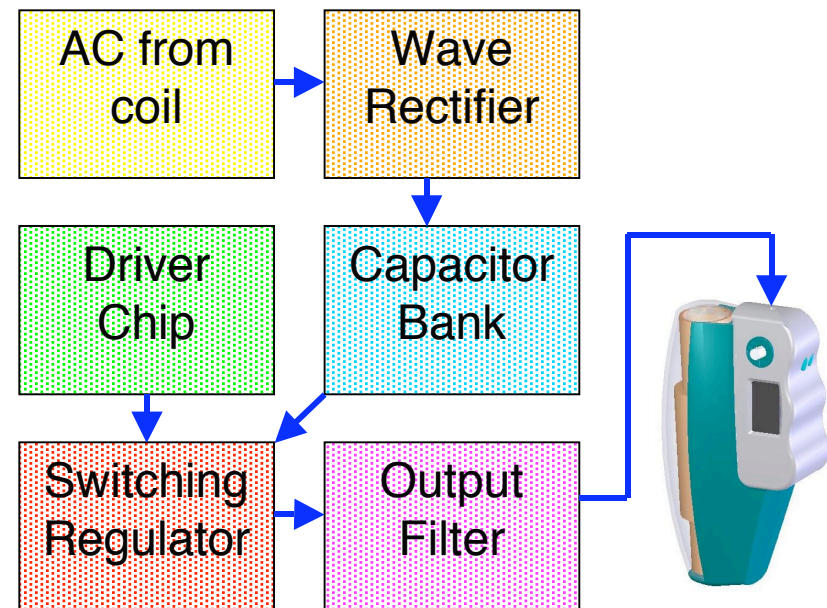 AC from
coil
Wave
Rectifier
Driver
Chip
Capacitor
Bank
Switching
Regulator
Output
Filter